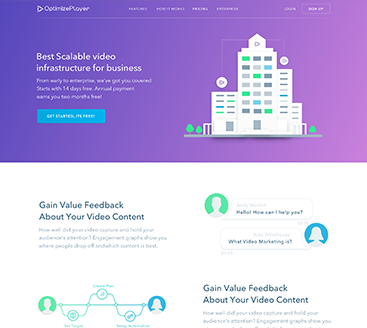 OptimizePlayer
FEATURES HOW IT WORKS PRICING ENTERPRISE LOGIN SIGN UP
Best Scalable video
infrastructure for business
From early to enterprise, we've got you covered
Starts with 14 days free. Annual payment
earns you two months free!
GET STARTED, ITS FREE!
Gain Value Feedback
About Your Video Content
How well did your video capture and hold your
audience's attention? Engagement graphs show you
where people drop off andwhich content is best.
Hello! How can I help you?
What Video Marketing is?
Gain Value Feedback
About Your Video Content
How well did your video capture and hold your
audience's attention? Engagement graphs show you
Set Target
Setup Automation